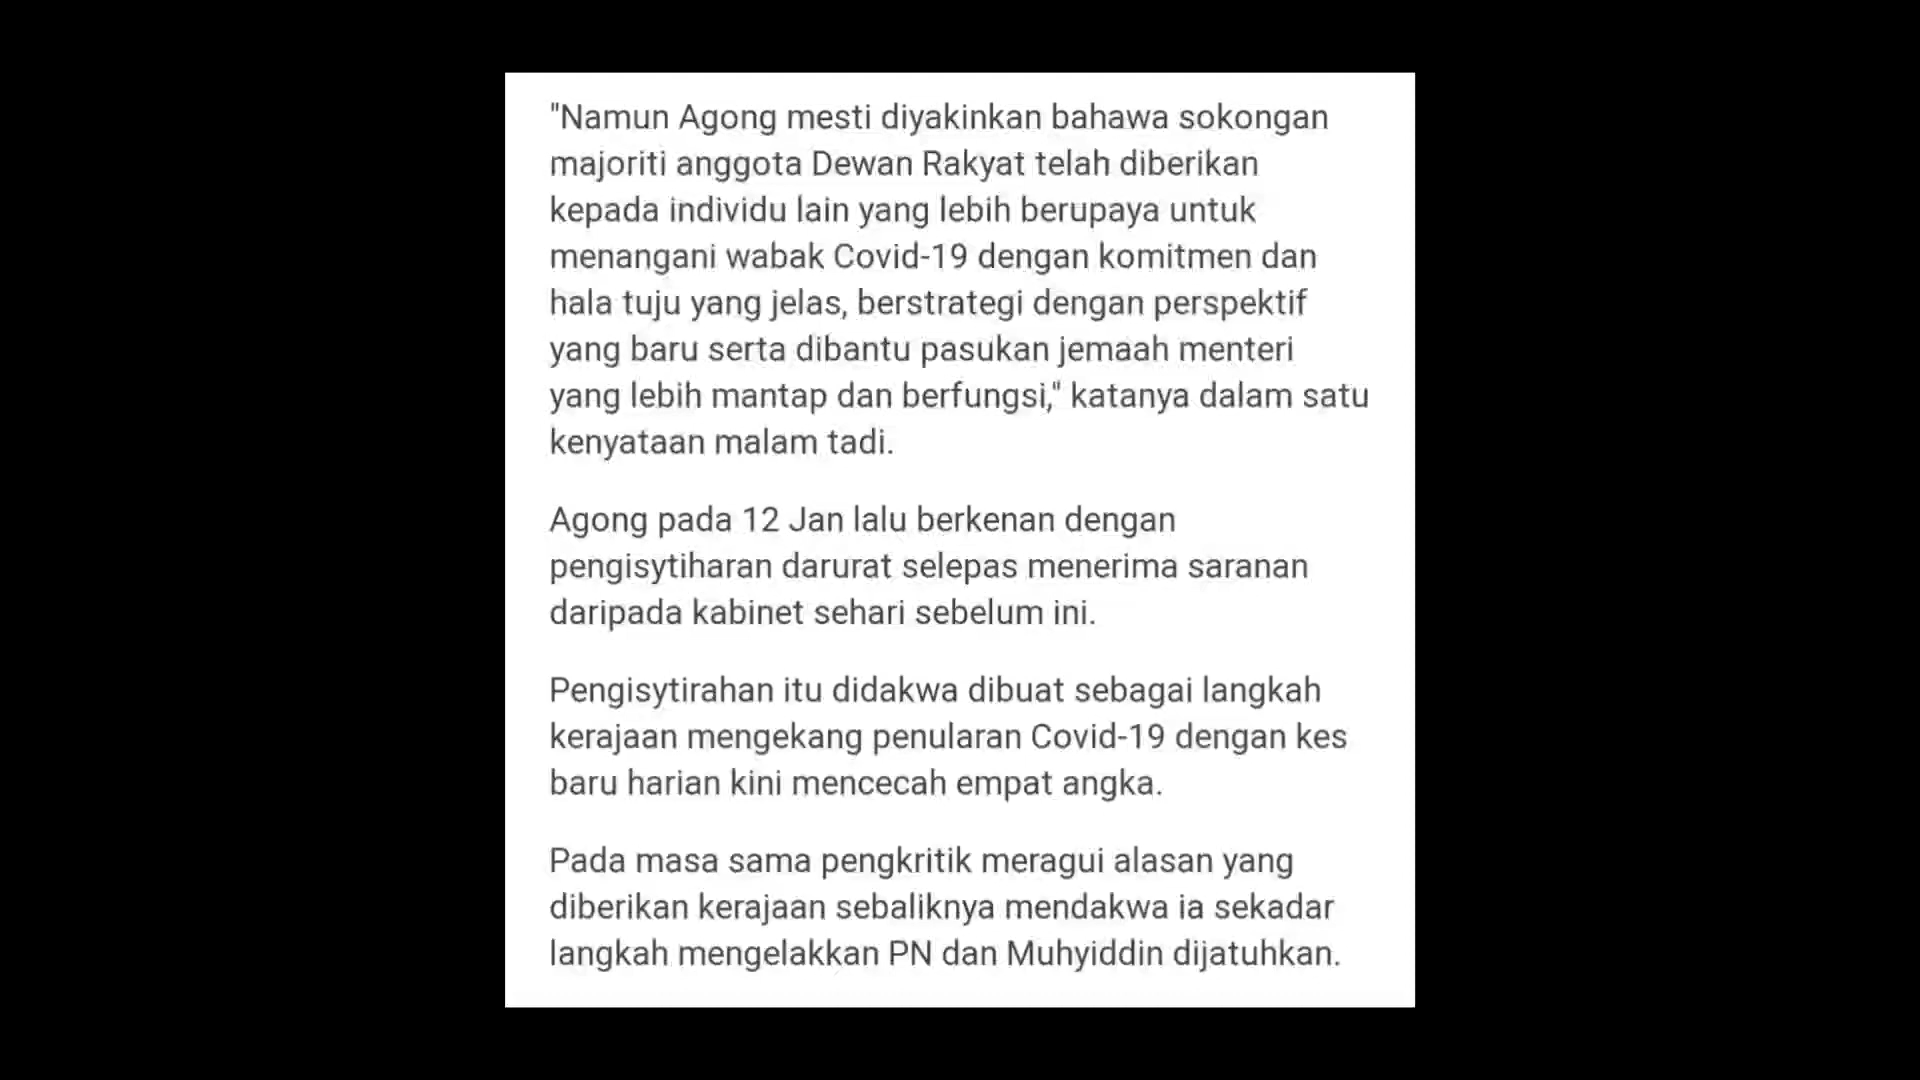 "Namun Agong mesti diyakinkan bahawa sokongan
majoriti anggota Dewan Rakyat telah diberikan
kepada individu lain yang lebih berupaya untuk
menangani wabak Covid-19 dengan komitmen dan
hala tuju yang jelas, berstrategi dengan perspektif
yang baru serta dibantu pasukan jemaah menteri
yang lebih mantap dan berfungsi," katanya dalam satu
kenyataan malam tadi.
Agong pada 12 Jan lalu berkenan dengan
pengisytiharan darurat selepas menerima saranan
daripada kabinet sehari sebelum ini.
Pengisytirahan itu didakwa dibuat sebagai langkah
kerajaan mengekang penularan Covid-19 dengan kes
baru harian kini mencecah empat angka.
Pada masa sama pengkritik meragui alasan yang
diberikan kerajaan sebaliknya mendakwa ia sekadar
langkah mengelakkan PN dan Muhyiddin dijatuhkan.